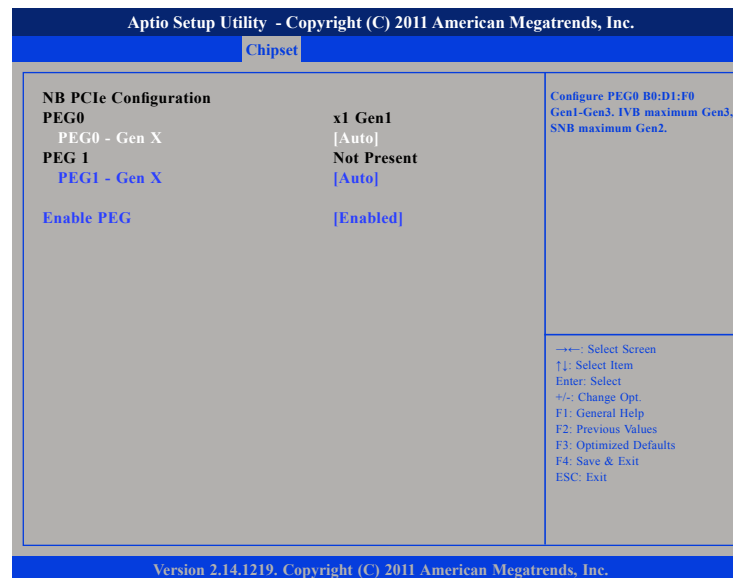 Aptio Setup Utility - Copyright (C) 2011 American Megatrends, Inc.
Chipset
NB PCIe Configuration
PEG0 x1 Gen1
PEG0 - Gen X [Auto]
PEG 1 Not Present
PEG1 - Gen X [Auto]
Enable PEG [Enabled]
Configure PEG0 B0:D1:F0
Gen1-Gen3. IVB maximum Gen3,
SNB maximum Gen2.
→←: Select Screen
↑↓: Select Item
Enter: Select
+/-: Change Opt.
F1: General Help
F2: Previous Values
F3: Optimized Defaults
F4: Save & Exit
ESC: Exit
Version 2.14.1219. Copyright (C) 2011 American Megatrends, Inc.